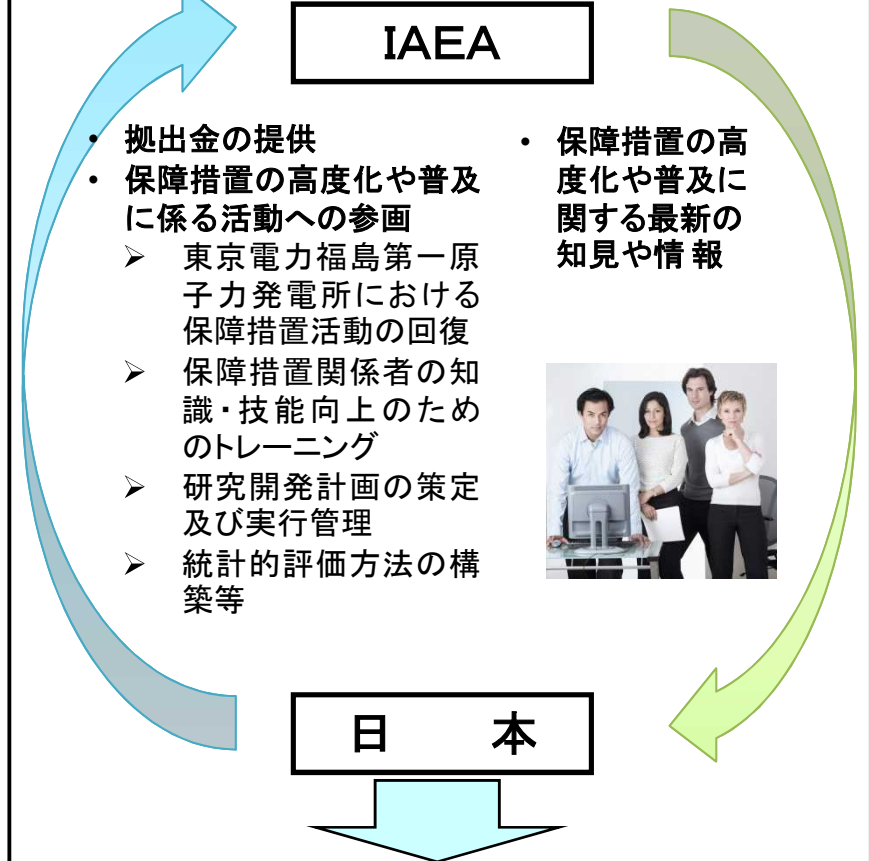 IAEA
・ 拠出金の提供
・ 保障措置の高度化や普及
に係る活動への参画
➢ 東京電力福島第一原
子力発電所における
保障措置活動の回復
➢ 保障措置関係者の知
識・技能向上のため
のトレーニング
➢ 研究開発計画の策定
及び実行管理
➢ 統計的評価方法の構
築等
・ 保障措置の高
度化や普及に
関する最新の
知見や情報
日 本